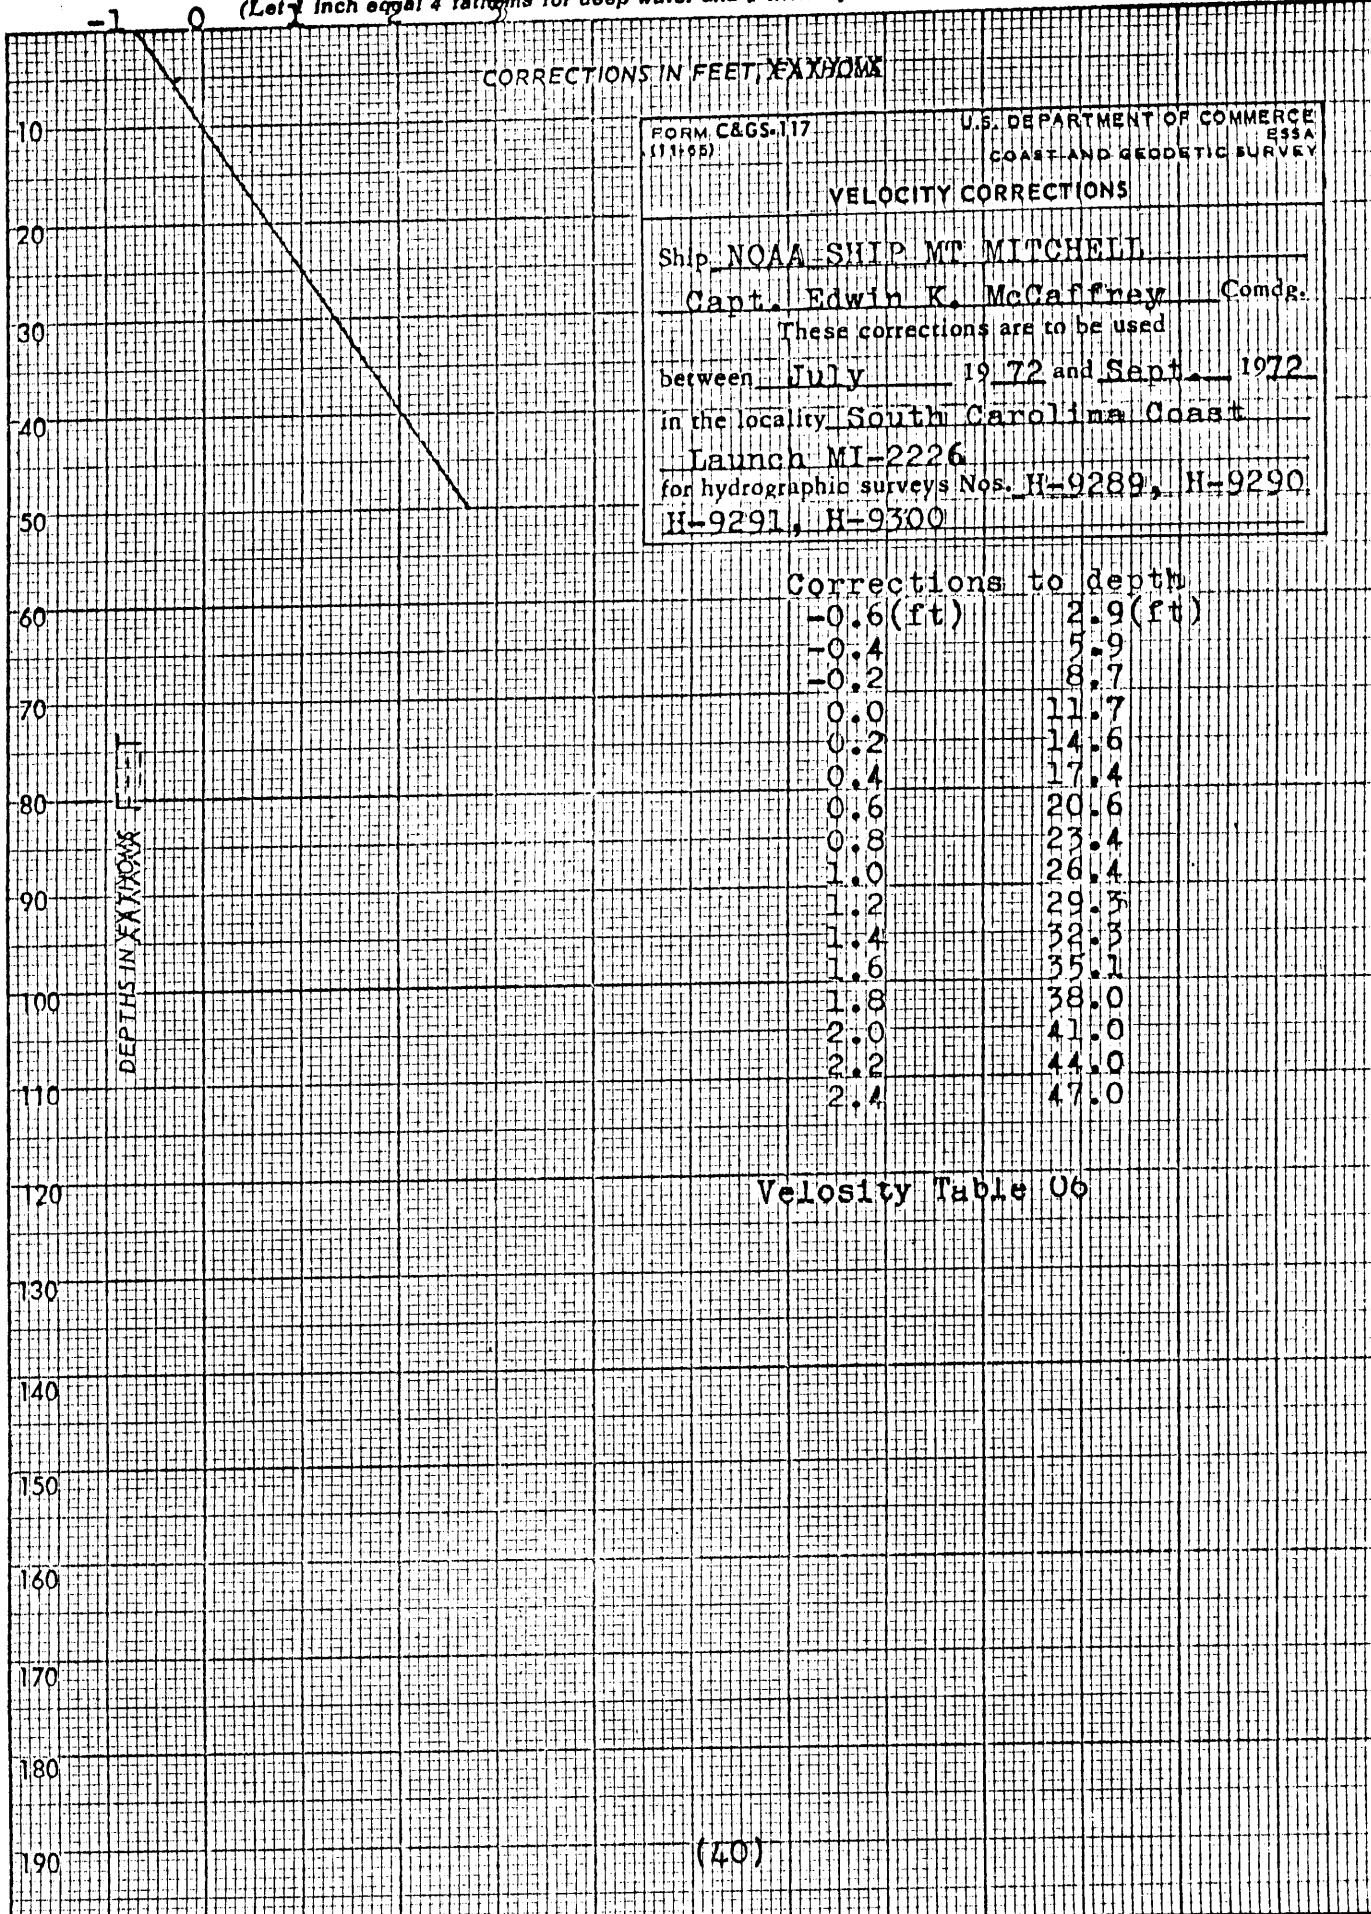 (Let 1 inch equal 4 fathoms for deep water and
-1 0 1 2 3
CORRECTIONS IN FEET, FATHOMS
FORM C&GS-117
(11-65)
U.S. DEPARTMENT OF COMMERCE
ESSA
COAST AND GEODETIC SURVEY
VELOCITY CORRECTIONS
Ship NOAA SHIP MT MITCHELL
Capt. Edwin K. McCaffrey Comdg.
These corrections are to be used
between July 19 72 and Sept. 1972
in the locality South Carolina Coast
Launch MI-2226
for hydrographic surveys Nos. H-9289, H-9290
H-9291, H-9300
Corrections to depth
-0.6(ft) 2.9(ft)
-0.4 5.9
-0.2 8.7
0.0 11.7
0.2 14.6
0.4 17.4
0.6 20.6
0.8 23.4
1.0 26.4
1.2 29.3
1.4 32.3
1.6 35.1
1.8 38.0
2.0 41.0
2.2 44.0
2.4 47.0
Velosity Table 06
DEPTHS IN FATHOMS FEET
10
20
30
40
50
60
70
80
90
100
110
120
130
140
150
160
170
180
190
(40)